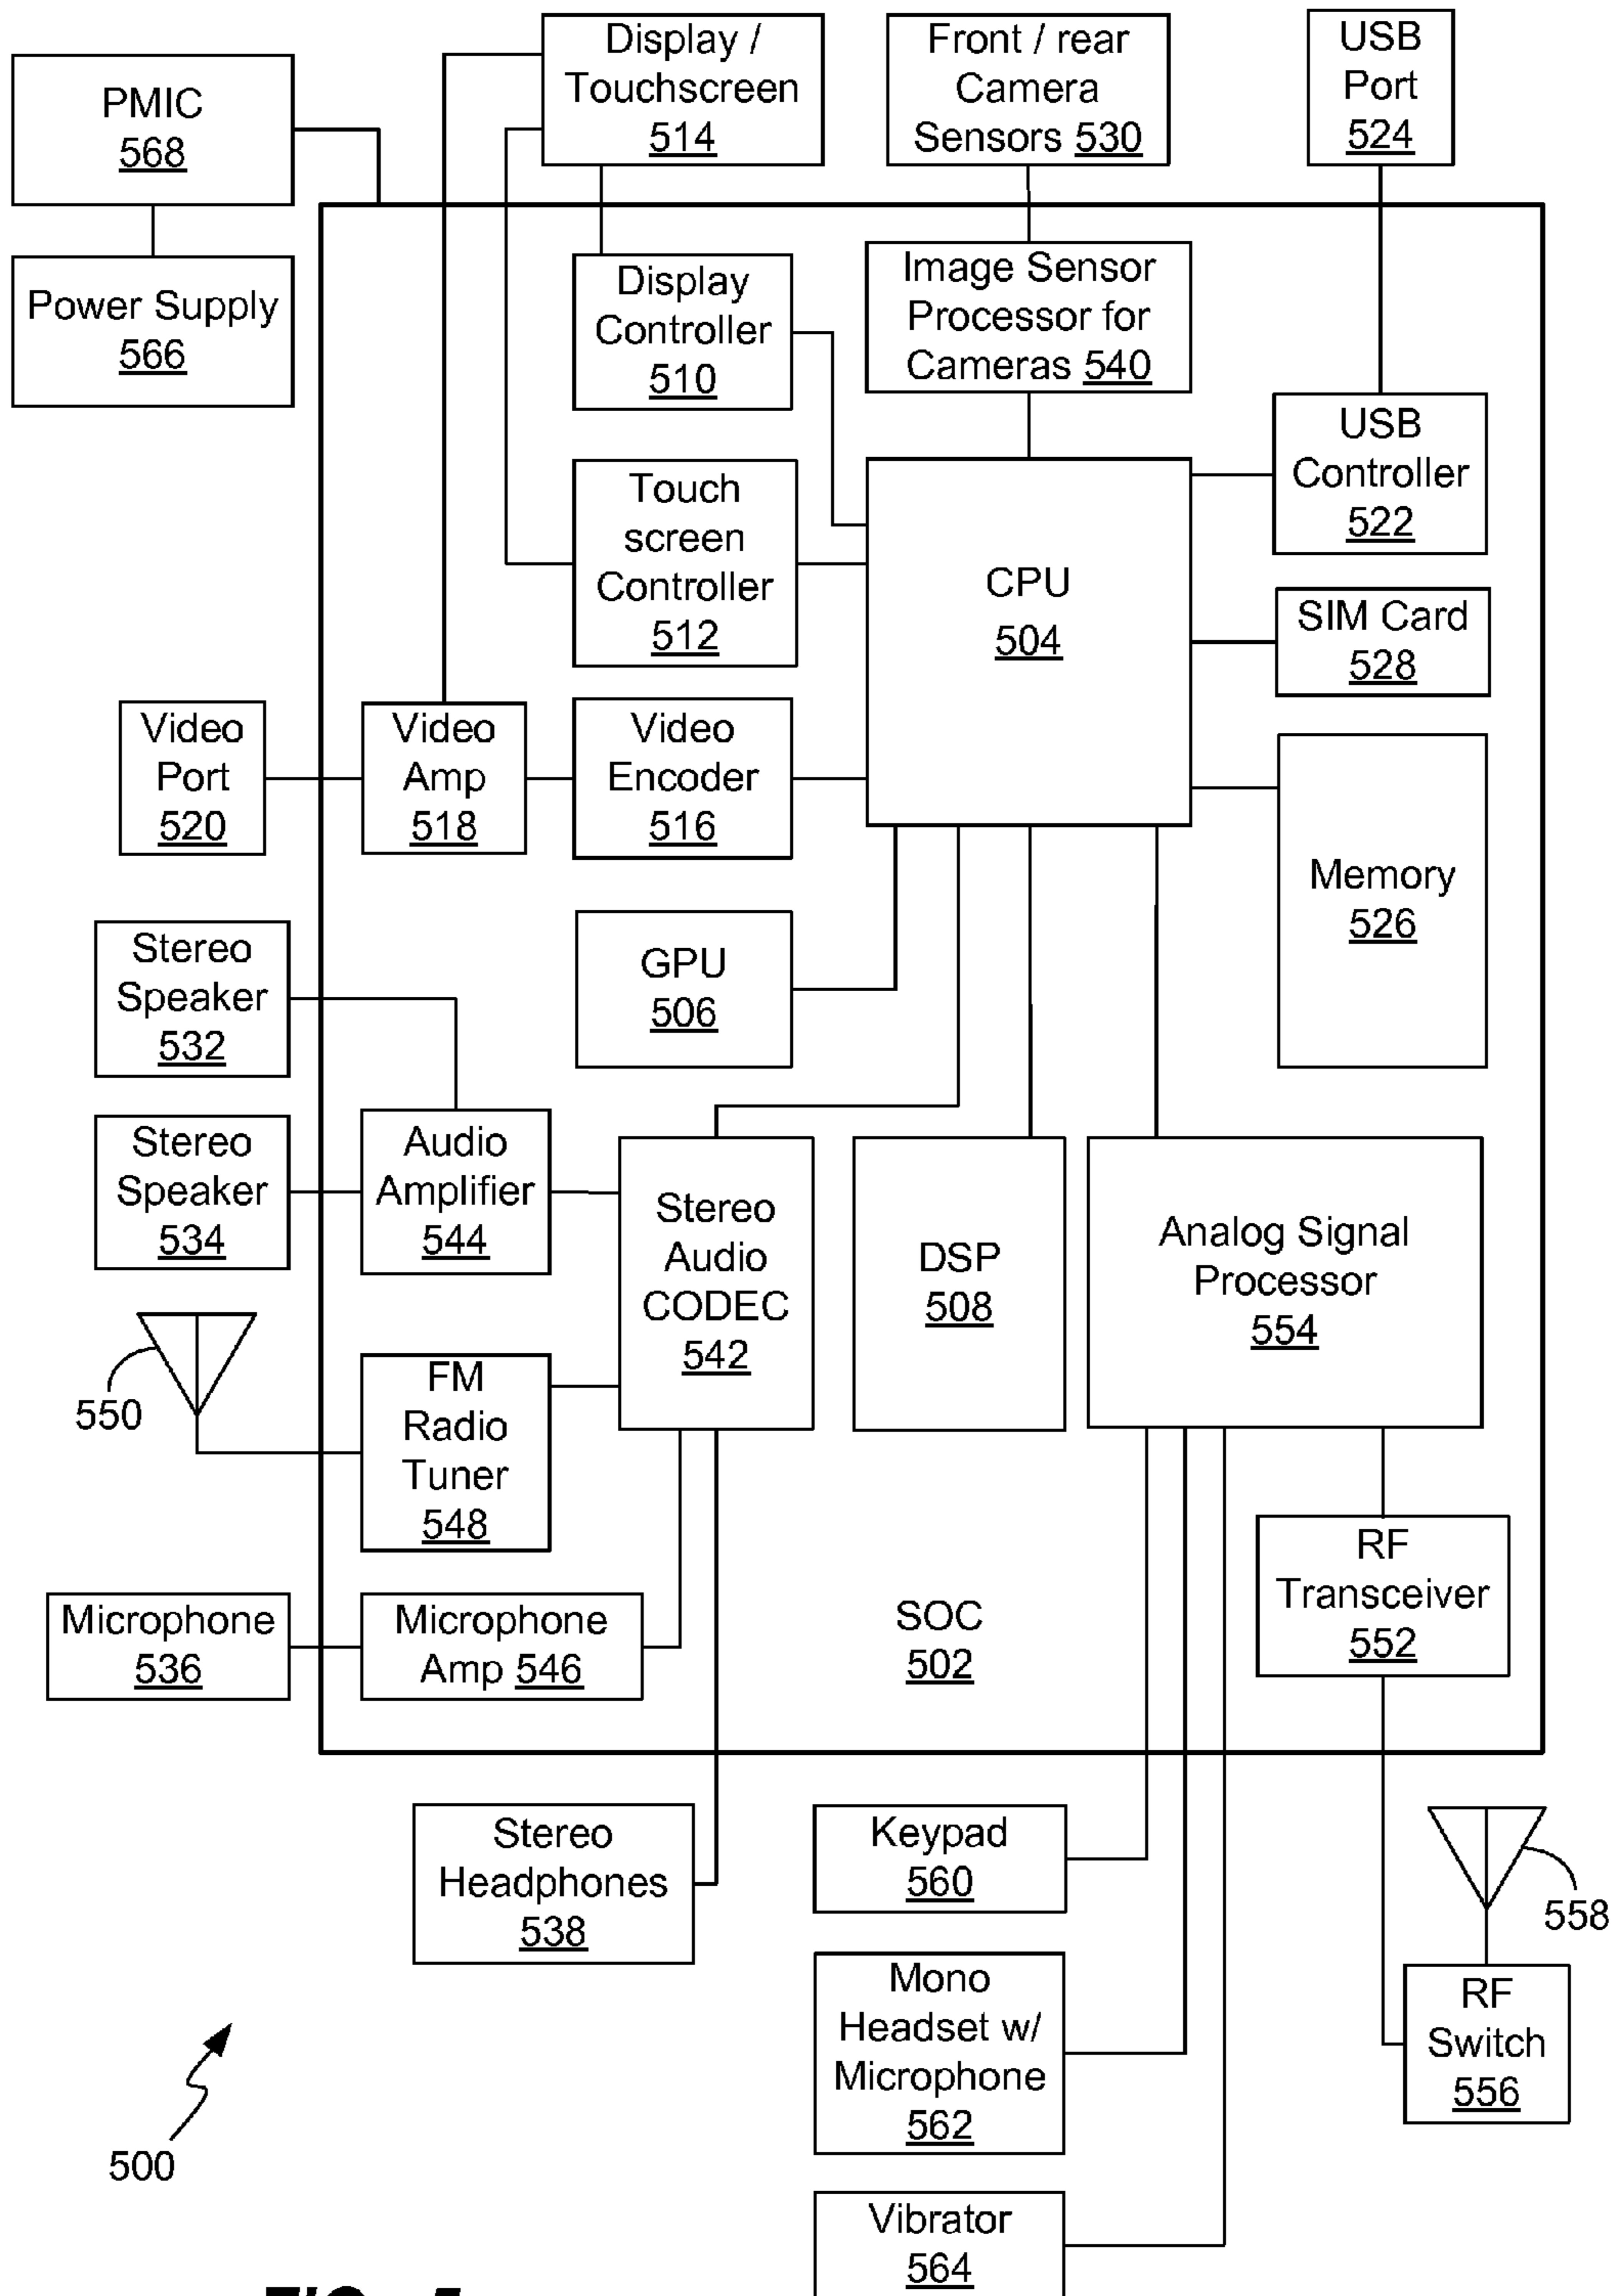 Display /
Touchscreen
514
Front / rear
Camera
Sensors 530
USB
Port
524
PMIC
568
Power Supply
566
Display
Controller
510
Image Sensor
Processor for
Cameras 540
USB
Controller
522
Touch
screen
Controller
512
CPU
504
SIM Card
528
Video
Port
520
Video
Amp
518
Video
Encoder
516
Memory
526
Stereo
Speaker
532
GPU
506
Stereo
Speaker
534
Audio
Amplifier
544
Stereo
Audio
CODEC
542
DSP
508
Analog Signal
Processor
554
550
FM
Radio
Tuner
548
RF
Transceiver
552
Microphone
536
Microphone
Amp 546
SOC
502
Stereo
Headphones
538
Keypad
560
558
Mono
Headset w/
Microphone
562
RF
Switch
556
500
Vibrator
564